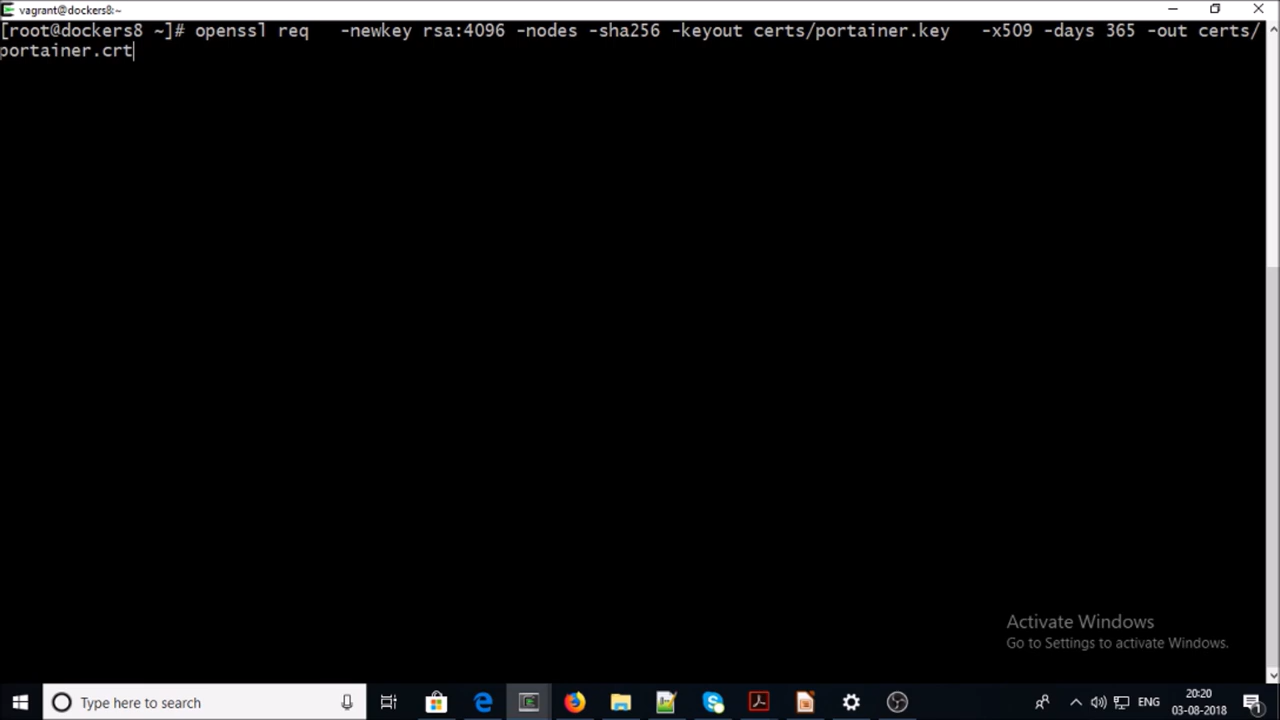 vagrant@dockers8:~
[root@dockers8 ~]# openssl req   -newkey rsa:4096 -nodes -sha256 -keyout certs/portainer.key   -x509 -days 365 -out certs/
portainer.crt
Activate Windows
Go to Settings to activate Windows.
Type here to search
ENG
20:20
03-08-2018
1